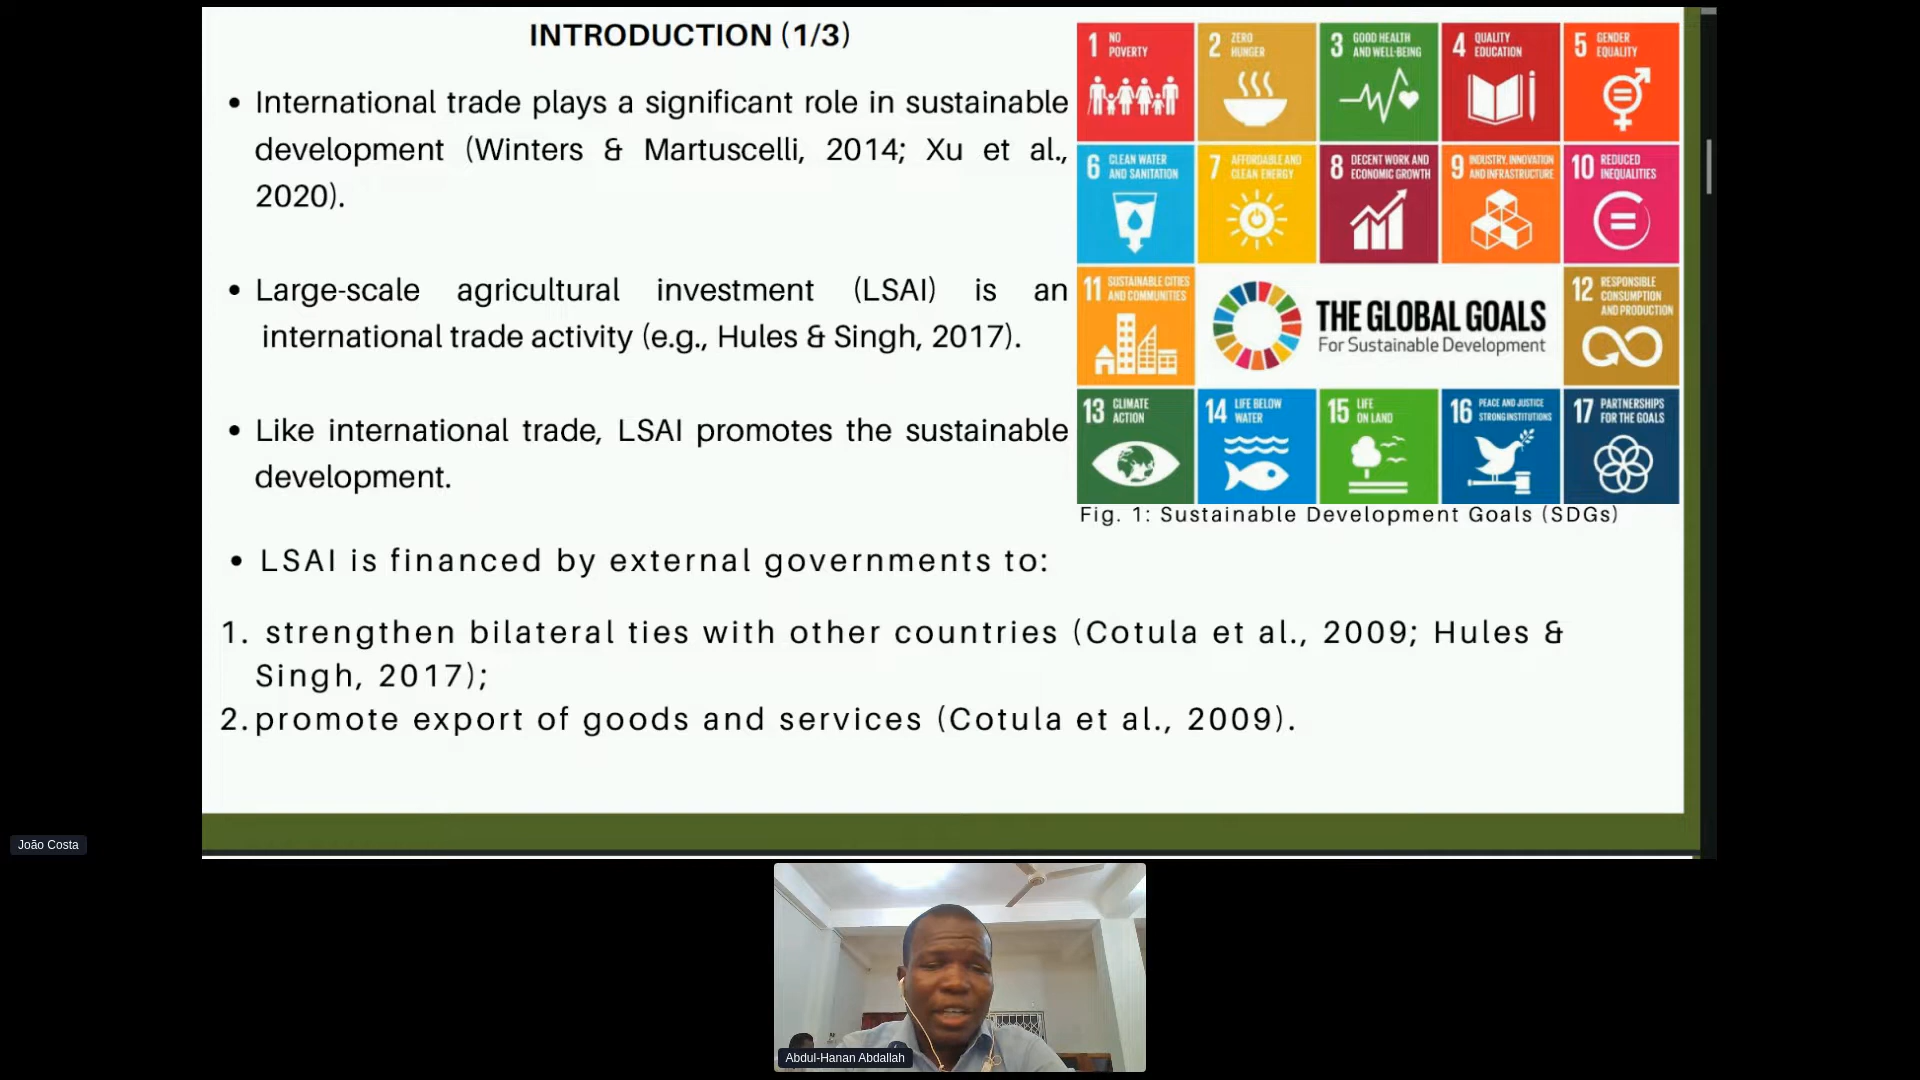 INTRODUCTION (1/3)
• International trade plays a significant role in sustainable
development (Winters & Martuscelli, 2014; Xu et al.,
2020).
• Large-scale agricultural investment (LSAI) is an
international trade activity (e.g., Hules & Singh, 2017).
• Like international trade, LSAI promotes the sustainable
development.
• LSAI is financed by external governments to:
1. strengthen bilateral ties with other countries (Cotula et al., 2009; Hules &
Singh, 2017);
2. promote export of goods and services (Cotula et al., 2009).
1 NO
POVERTY
2 ZERO
HUNGER
3 GOOD HEALTH
AND WELL-BEING
4 QUALITY
EDUCATION
5 GENDER
EQUALITY
6 CLEAN WATER
AND SANITATION
7 AFFORDABLE AND
CLEAN ENERGY
8 DECENT WORK AND
ECONOMIC GROWTH
9 INDUSTRY, INNOVATION
AND INFRASTRUCTURE
10 REDUCED
INEQUALITIES
11 SUSTAINABLE CITIES
AND COMMUNITIES
THE GLOBAL GOALS
For Sustainable Development
12 RESPONSIBLE
CONSUMPTION
AND PRODUCTION
13 CLIMATE
ACTION
14 LIFE BELOW
WATER
15 LIFE
ON LAND
16 PEACE AND JUSTICE
STRONG INSTITUTIONS
17 PARTNERSHIPS
FOR THE GOALS
Fig. 1: Sustainable Development Goals (SDGs)
João Costa
Abdul-Hanan Abdallah